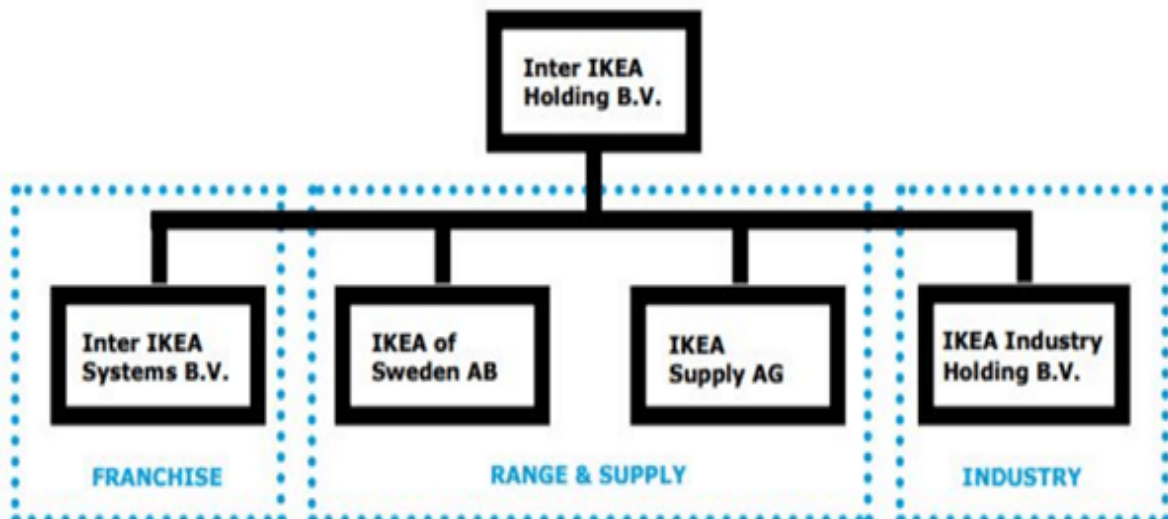 Inter IKEA
Holding B.V.
Inter IKEA
Systems B.V.
IKEA of
Sweden AB
IKEA
Supply AG
IKEA Industry
Holding B.V.
FRANCHISE
RANGE & SUPPLY
INDUSTRY